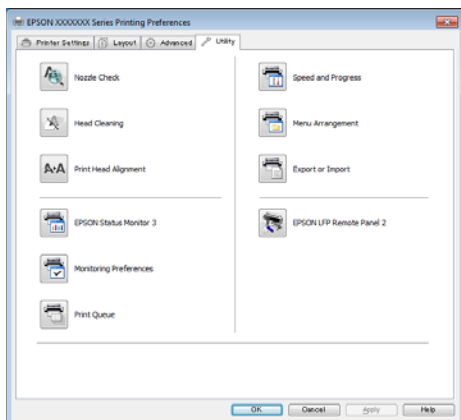 EPSON XXXXXXX Series Printing Preferences
Printer Settings
Layout
Advanced
Utility
Nozzle Check
Speed and Progress
Head Cleaning
Menu Arrangement
Print Head Alignment
Export or Import
EPSON Status Monitor 3
EPSON LFP Remote Panel 2
Monitoring Preferences
Print Queue
OK
Cancel
Apply
Help